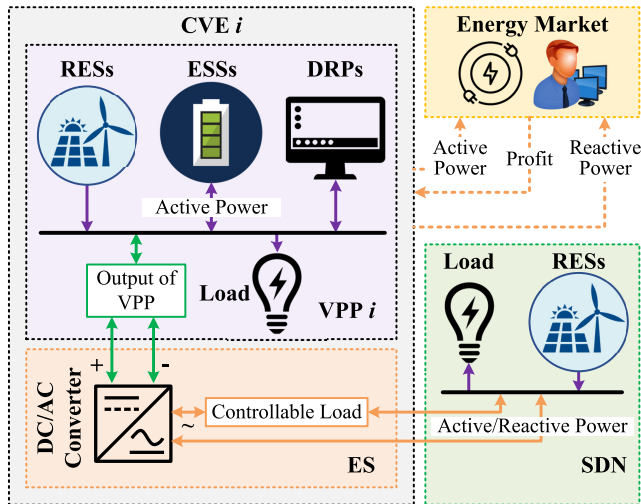 CVE i
RESs
ESSs
DRPs
Active Power
Output of
VPP
Load
VPP i
+
-
DC/AC
Converter
~
Controllable Load
ES
Energy Market
Active
Power
Profit
Reactive
Power
Load
RESs
Active/Reactive Power
SDN